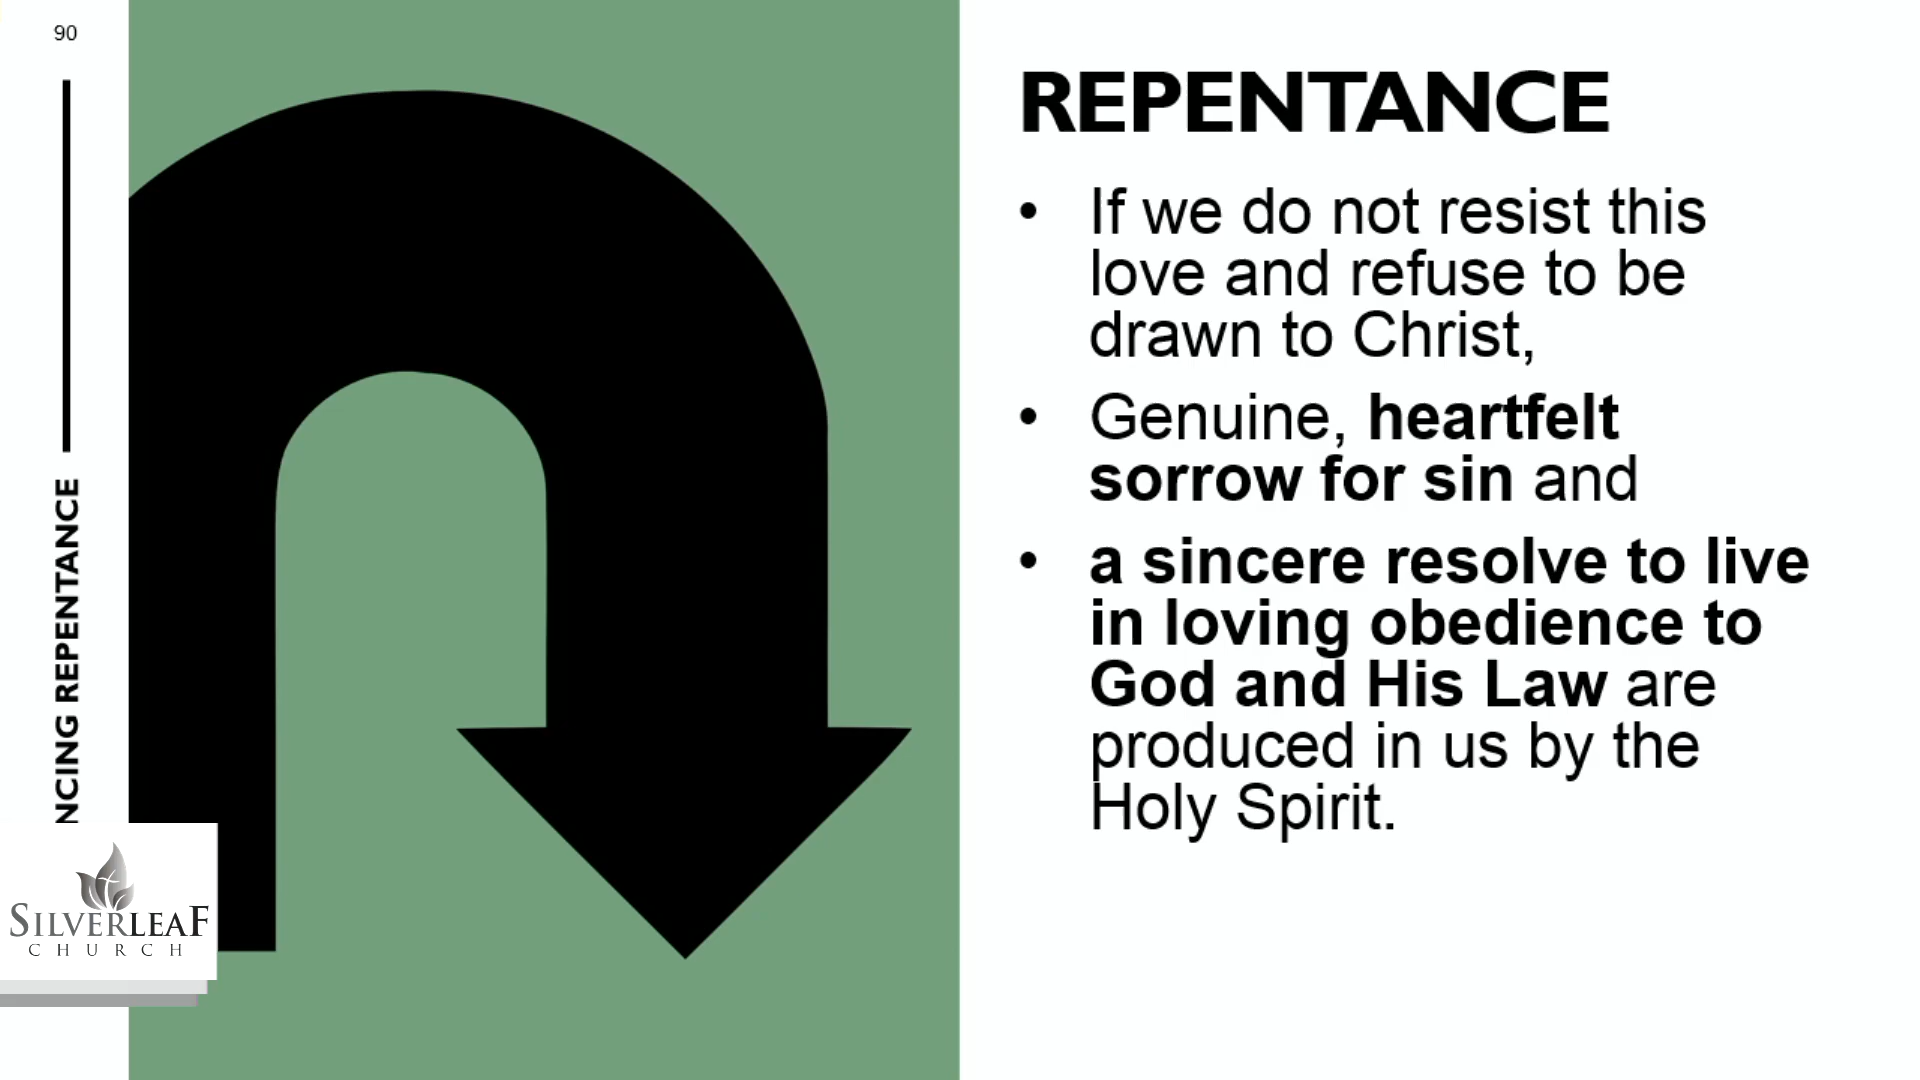 90
NCING REPENTANCE
REPENTANCE
• If we do not resist this
love and refuse to be
drawn to Christ,
• Genuine, heartfelt
sorrow for sin and
• a sincere resolve to live
in loving obedience to
God and His Law are
produced in us by the
Holy Spirit.
SILVERLEAF
CHURCH